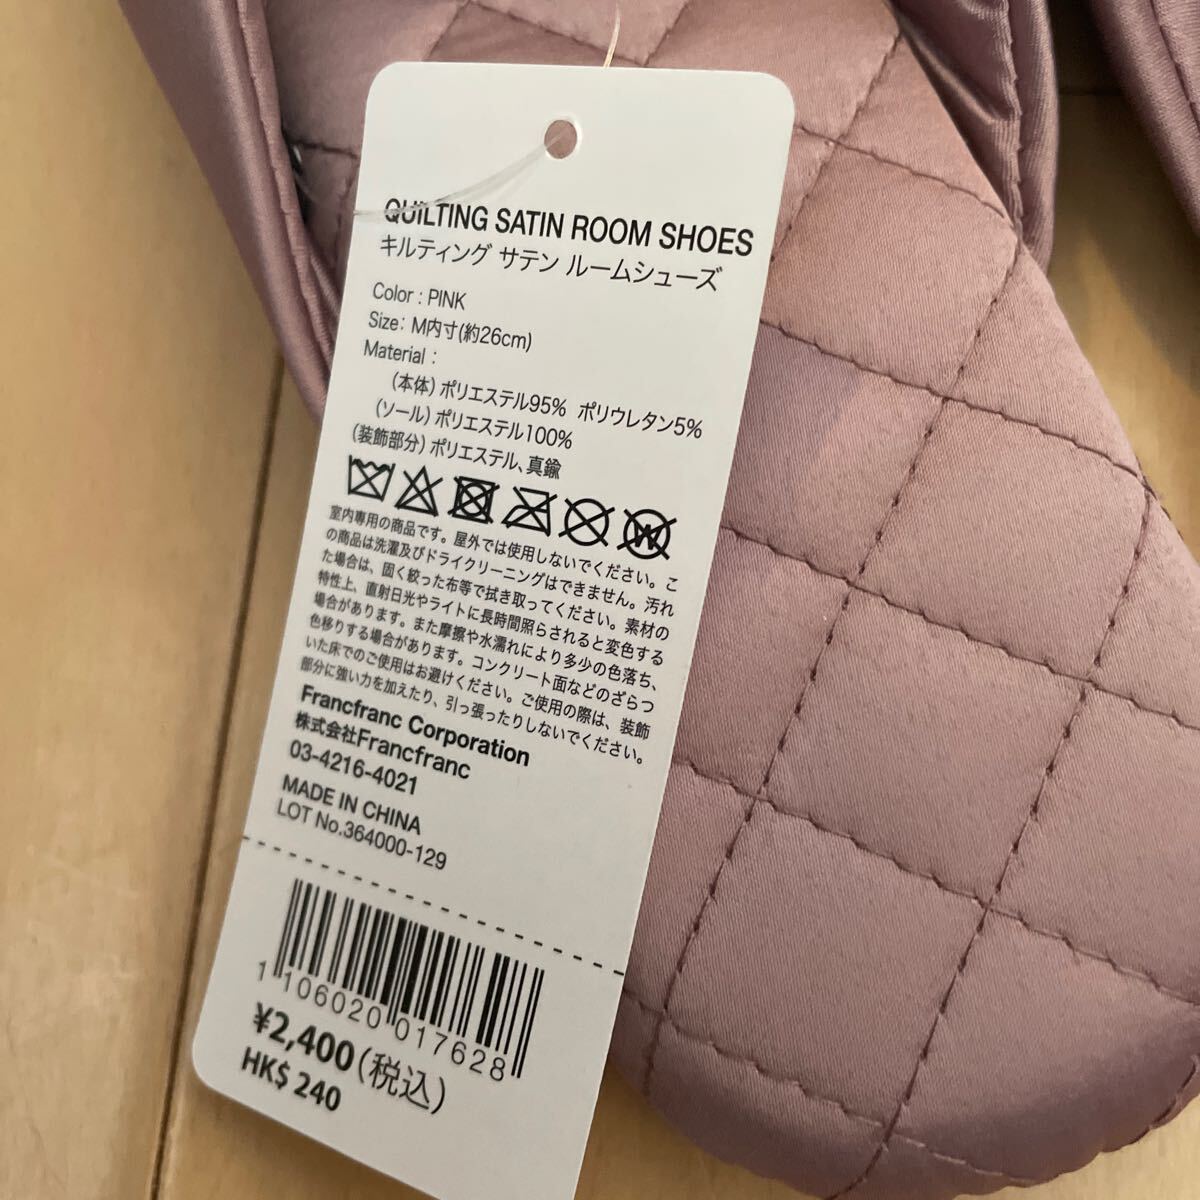 QUILTING SATIN ROOM SHOES
キルティング サテン ルームシューズ
Color : PINK
Size: M内寸(約26cm)
Material :
(本体) ポリエステル95% ポリウレタン5%
(ソール) ポリエステル100%
(装飾部分) ポリエステル、真鍮
W
室内専用の商品です。屋外では使用しないでください。こ
の商品は洗濯及びドライクリーニングはできません。汚れ
た場合は、固く絞った布等で拭き取ってください。素材の
特性上、直射日光やライトに長時間照らされると変色する
場合があります。また摩擦や水濡れにより多少の色落ち、
色移りする場合があります。コンクリート面などのざらつ
いた床でのご使用はお避けください。ご使用の際は、装飾
部分に強い力を加えたり、引っ張ったりしないでください。
Francfranc Corporation
株式会社Francfranc
03-4216-4021
MADE IN CHINA
LOT No.364000-129
1 106020 017628
¥2,400(税込)
HK$ 240